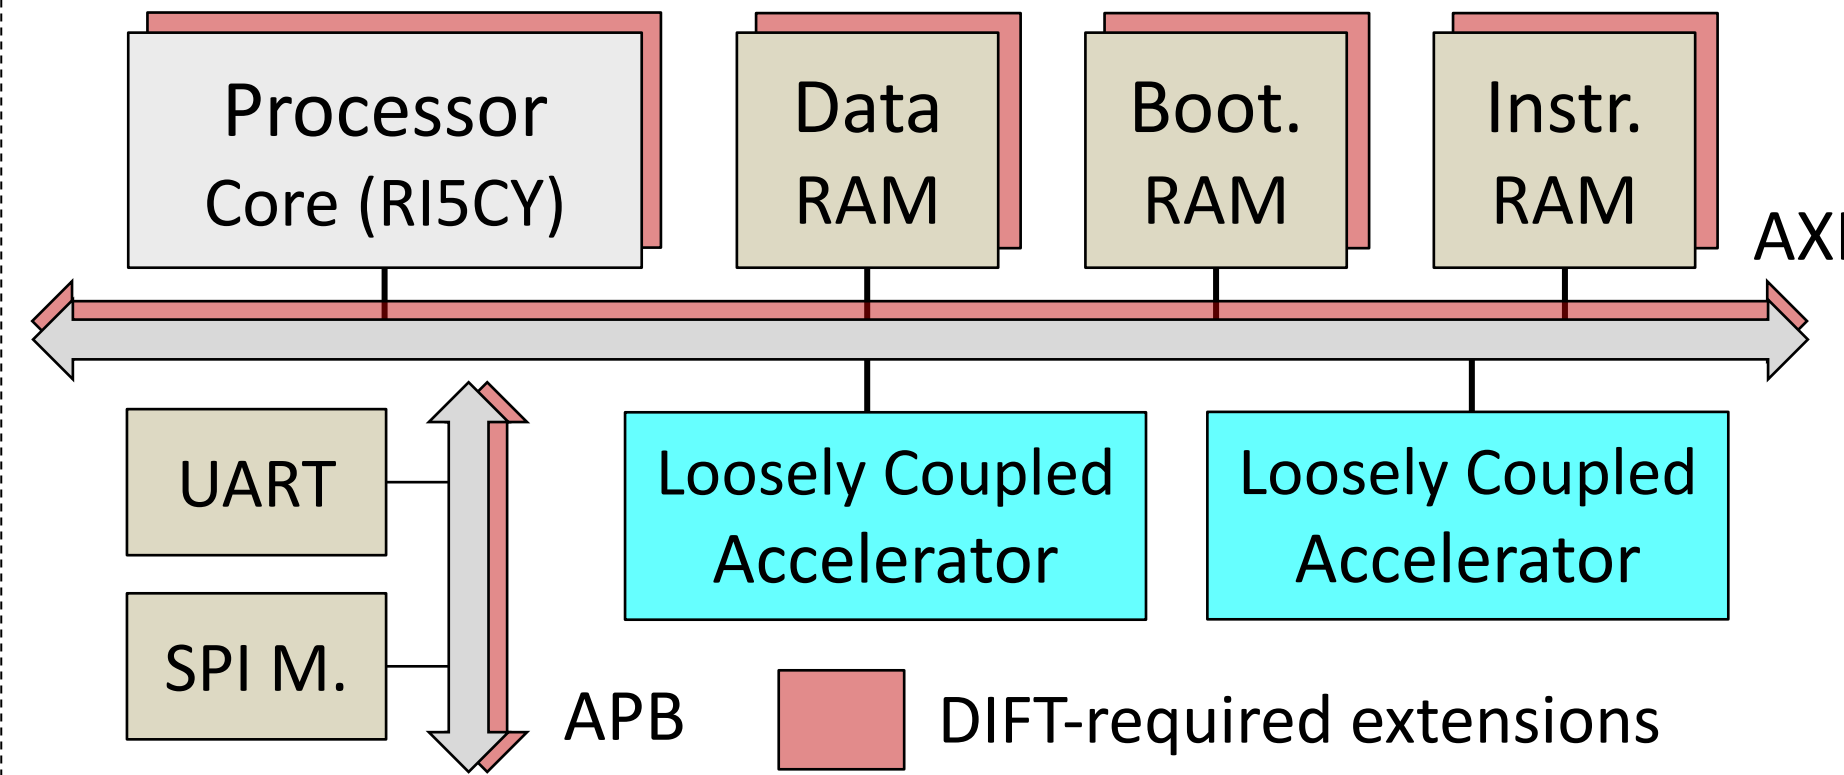 Processor
Core (RI5CY)
Data
RAM
Boot.
RAM
Instr.
RAM
AXI
UART
SPI M.
APB
Loosely Coupled
Accelerator
Loosely Coupled
Accelerator
DIFT-required extensions